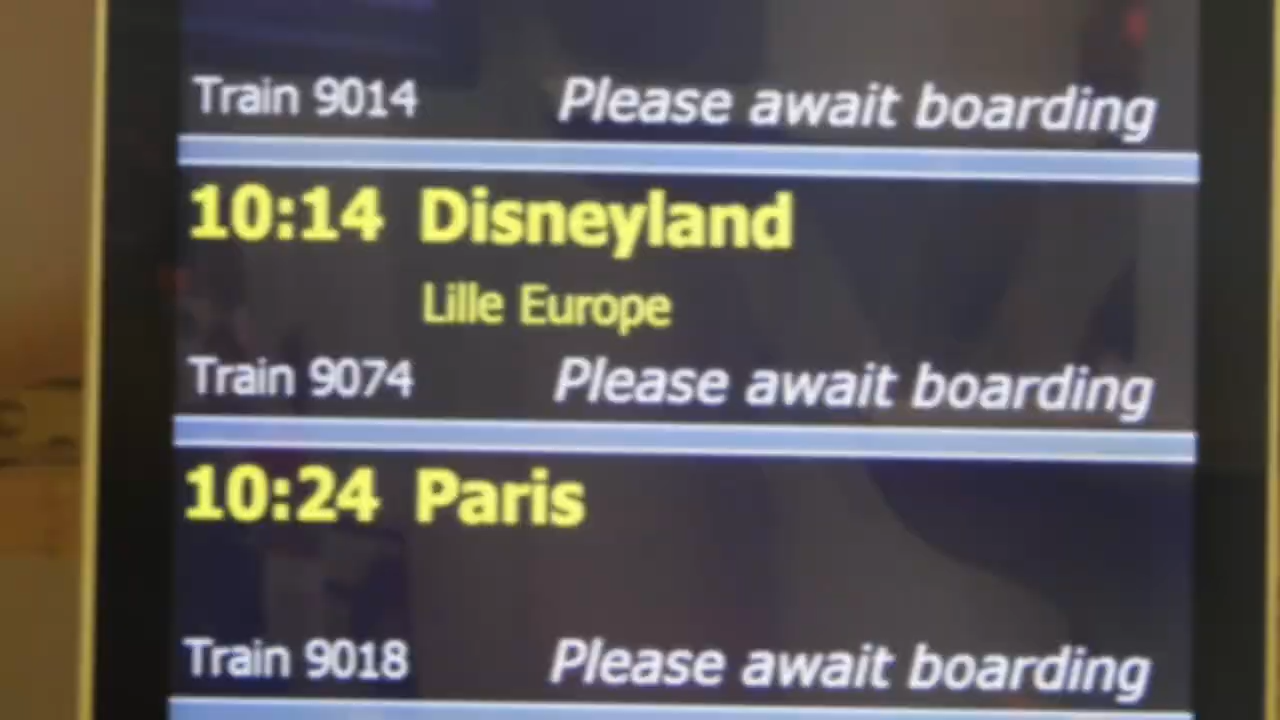 Train 9014 Please await boarding
10:14 Disneyland
Lille Europe
Train 9074 Please await boarding
10:24 Paris
Train 9018 Please await boarding